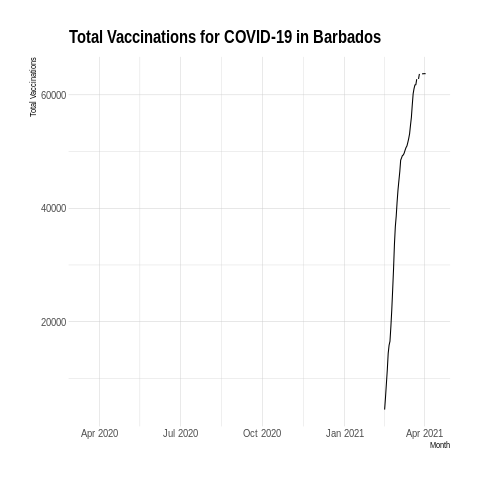 Total Vaccinations for COVID-19 in Barbados
Total Vaccinations
60000
40000
20000
Apr 2020 Jul 2020 Oct 2020 Jan 2021 Apr 2021
Month